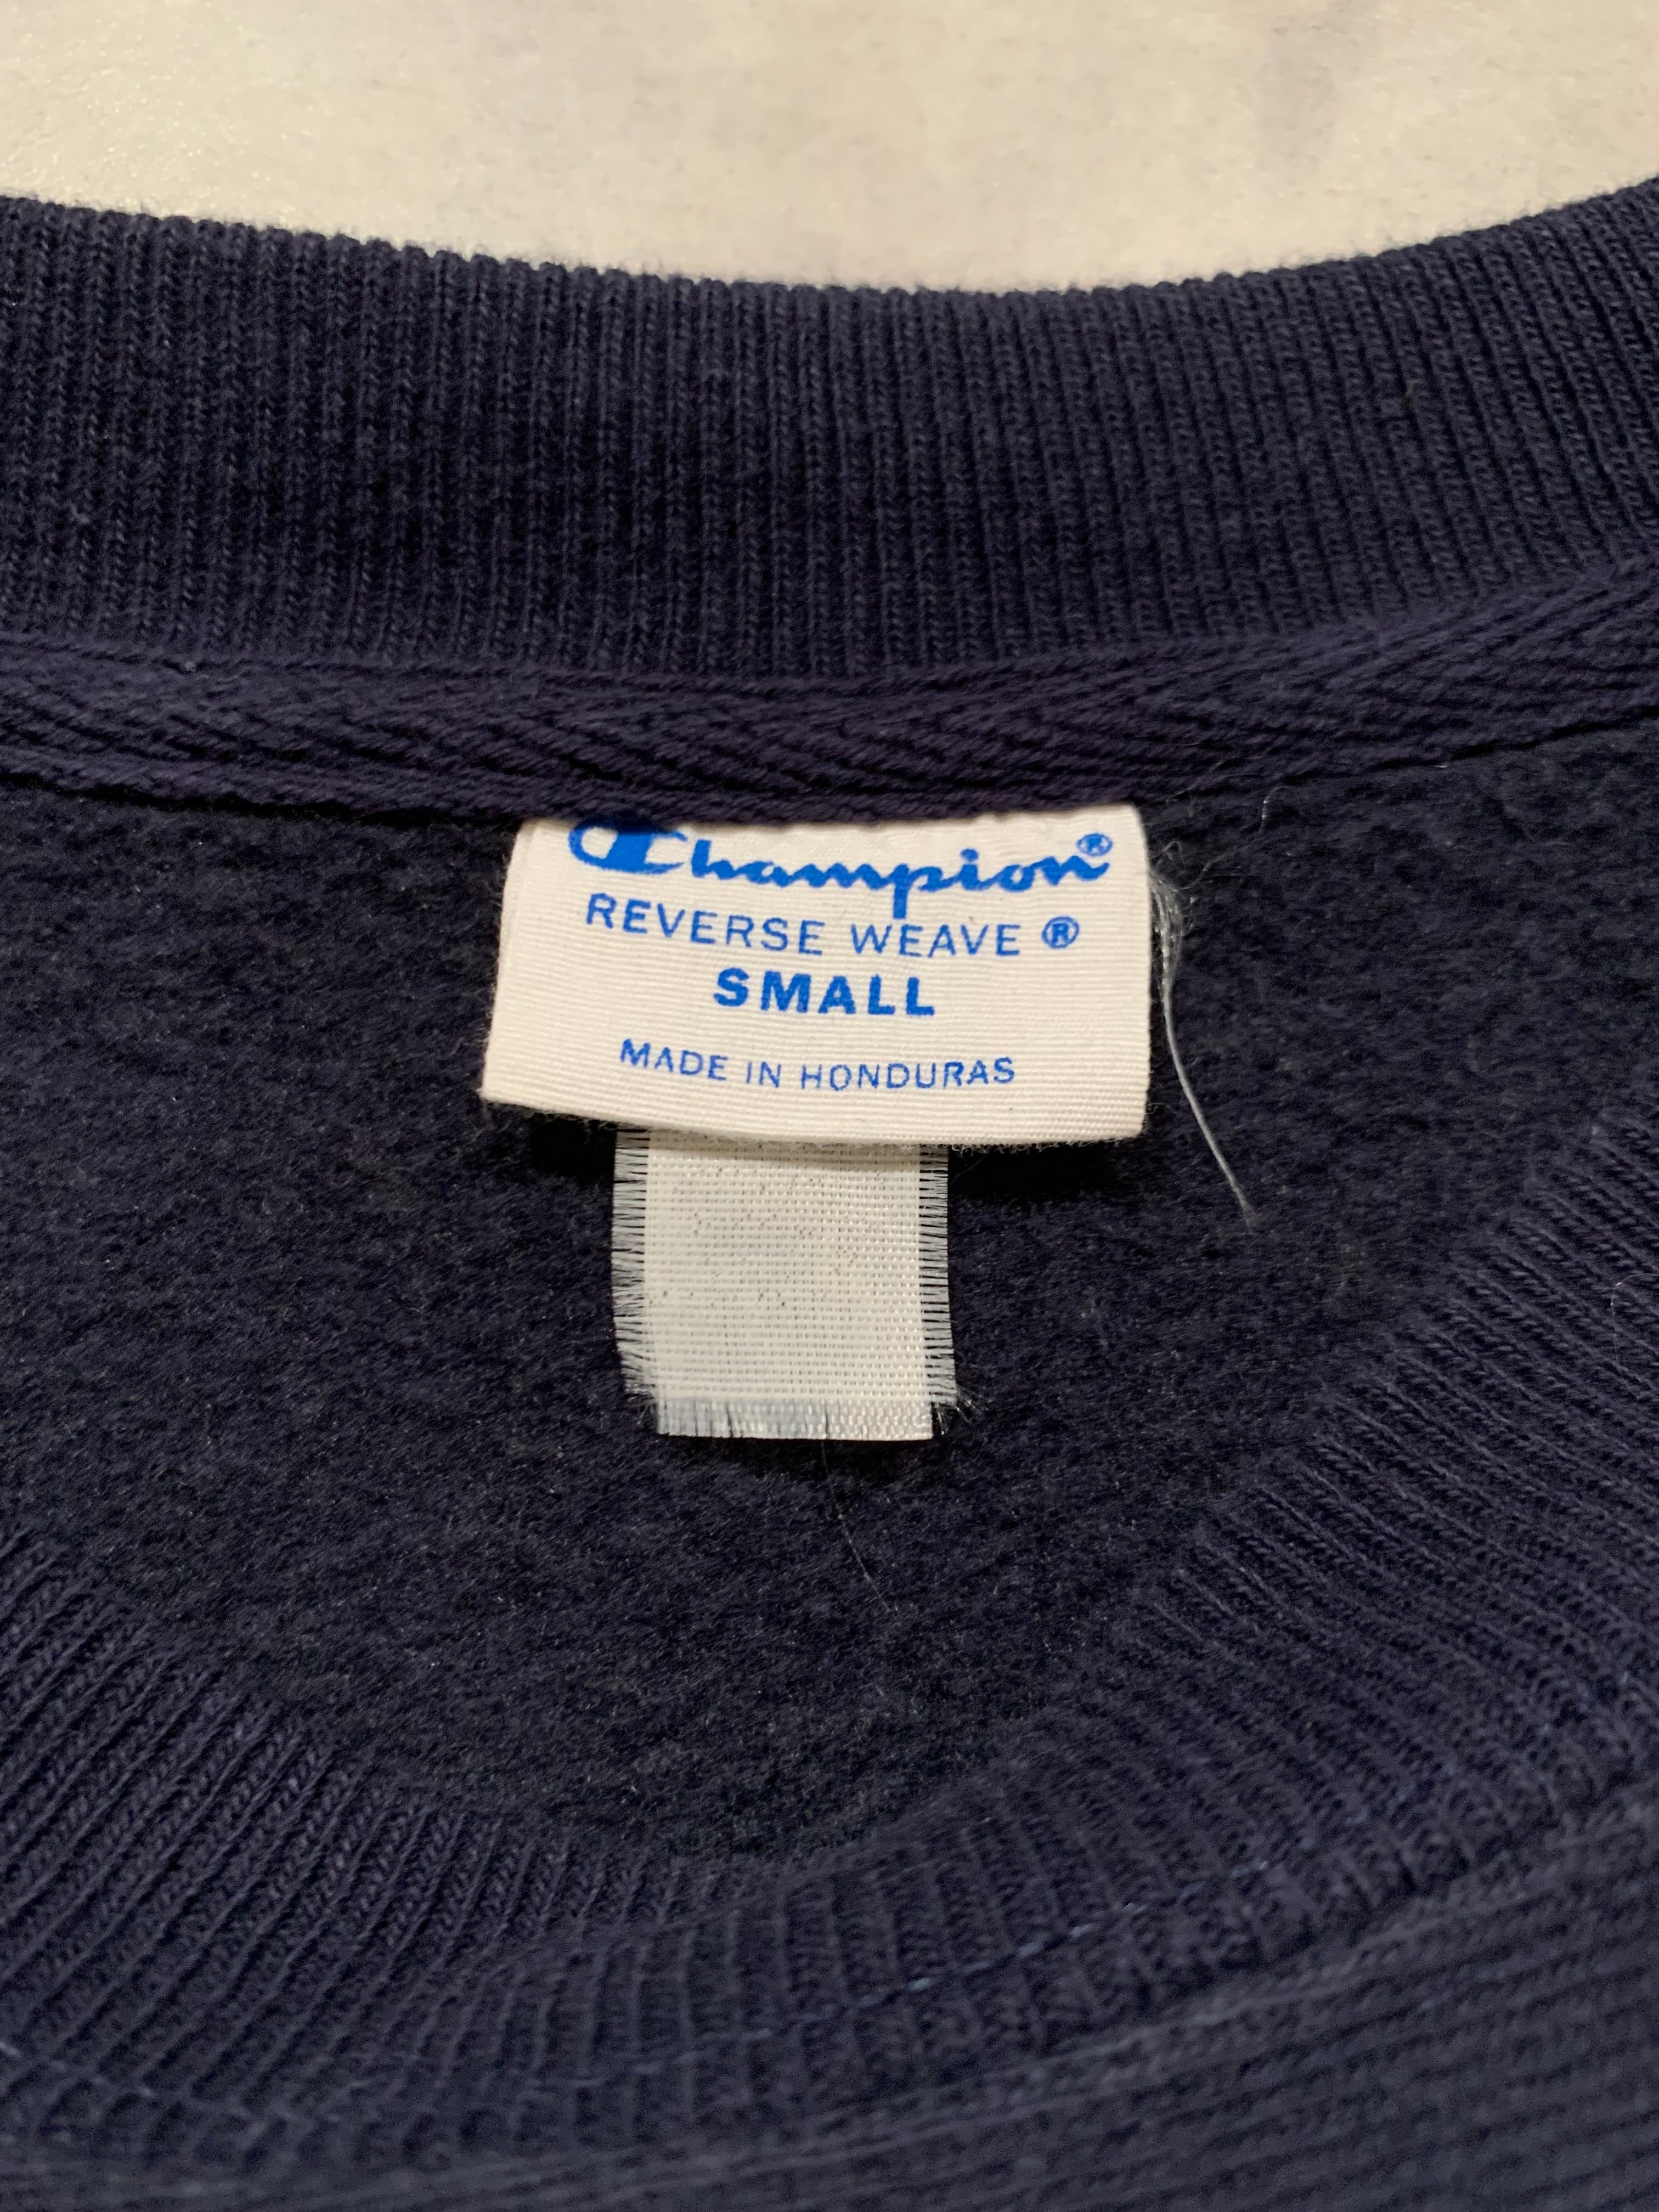 Champion®
REVERSE WEAVE ®
SMALL
MADE IN HONDURAS